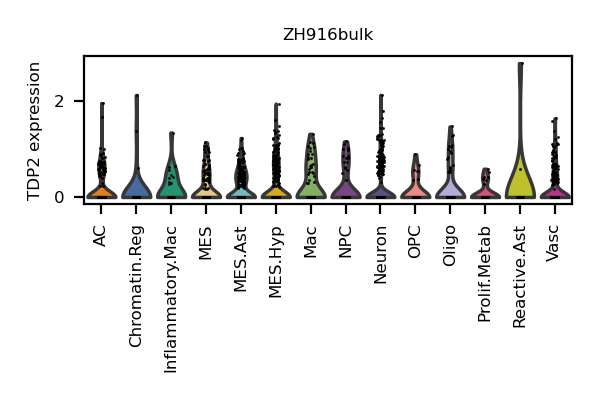 ZH916bulk
TDP2 expression
2
0
AC
Chromatin.Reg
Inflammatory.Mac
MES
MES.Ast
MES.Hyp
Mac
NPC
Neuron
OPC
Oligo
Prolif.Metab
Reactive.Ast
Vasc